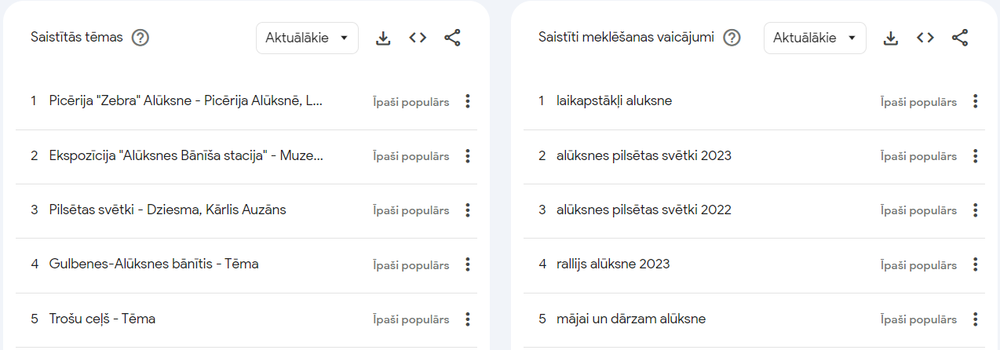 Saistītās tēmas
Aktuālākie
1 Picērija "Zebra" Alūksne - Picērija Alūksnē, L... Īpaši populārs
2 Ekspozīcija "Alūksnes Bānīša stacija" - Muze... Īpaši populārs
3 Pilsētas svētki - Dziesma, Kārlis Auzāns Īpaši populārs
4 Gulbenes-Alūksnes bānītis - Tēma Īpaši populārs
5 Trošu ceļš - Tēma Īpaši populārs
Saistīti meklēšanas vaicājumi
Aktuālākie
1 laikapstākļi aluksne Īpaši populārs
2 alūksnes pilsētas svētki 2023 Īpaši populārs
3 alūksnes pilsētas svētki 2022 Īpaši populārs
4 rallijs alūksne 2023 Īpaši populārs
5 mājai un dārzam alūksne Īpaši populārs